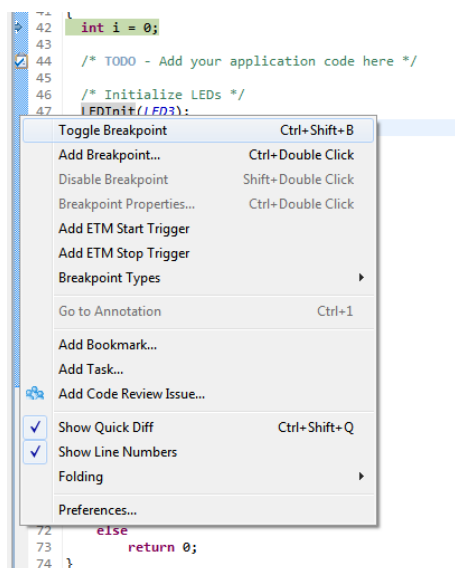 41 {
42 int i = 0;
43
44 /* TODO - Add your application code here */
45
46 /* Initialize LEDs */
47 LEDInit(LED3);
Toggle Breakpoint Ctrl+Shift+B
Add Breakpoint... Ctrl+Double Click
Disable Breakpoint Shift+Double Click
Breakpoint Properties... Ctrl+Double Click
Add ETM Start Trigger
Add ETM Stop Trigger
Breakpoint Types
Go to Annotation Ctrl+1
Add Bookmark...
Add Task...
Add Code Review Issue...
Show Quick Diff Ctrl+Shift+Q
Show Line Numbers
Folding
Preferences...
72 else
73 return 0;
74 }